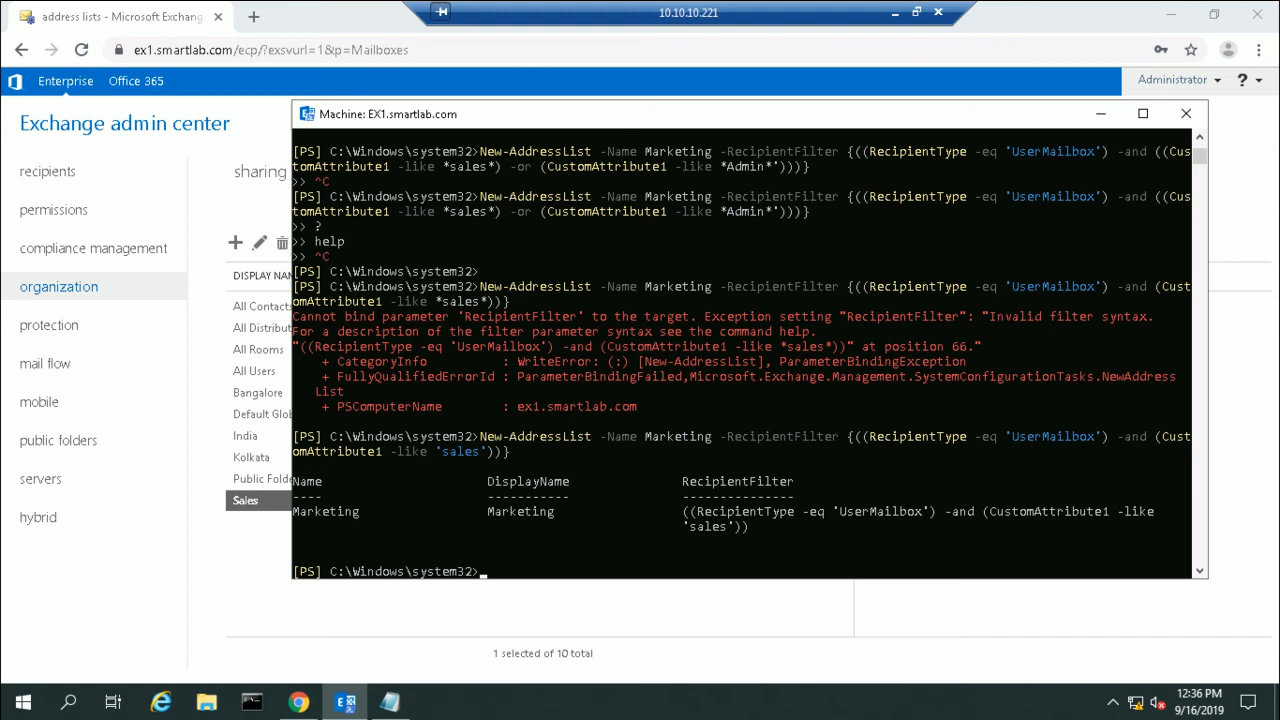 address lists - Microsoft Exchang
10.10.10.221
ex1.smartlab.com/ecp/?exsvurl=1&p=Mailboxes
Enterprise Office 365
Administrator ?
Exchange admin center
recipients
permissions
compliance management
organization
protection
mail flow
mobile
public folders
servers
hybrid
sharing
DISPLAY NAM
All Contacts
All Distribut
All Rooms
All Users
Bangalore
Default Glob
India
Kolkata
Public Folde
Sales
Machine: EX1.smartlab.com
[PS] C:\Windows\system32>New-AddressList -Name Marketing -RecipientFilter {((RecipientType -eq 'UserMailbox') -and ((Cus
tomAttribute1 -like *sales*) -or (CustomAttribute1 -like *Admin*')))}
>> ^C
[PS] C:\Windows\system32>New-AddressList -Name Marketing -RecipientFilter {((RecipientType -eq 'UserMailbox') -and ((Cus
tomAttribute1 -like *sales*) -or (CustomAttribute1 -like *Admin*')))}
>> ?
>> help
>> ^C
[PS] C:\Windows\system32>
[PS] C:\Windows\system32>New-AddressList -Name Marketing -RecipientFilter {((RecipientType -eq 'UserMailbox') -and (Cust
omAttribute1 -like *sales*))}
Cannot bind parameter 'RecipientFilter' to the target. Exception setting "RecipientFilter": "Invalid filter syntax.
For a description of the filter parameter syntax see the command help.
"((RecipientType -eq 'UserMailbox') -and (CustomAttribute1 -like *sales*))" at position 66."
+ CategoryInfo : WriteError: (:) [New-AddressList], ParameterBindingException
+ FullyQualifiedErrorId : ParameterBindingFailed,Microsoft.Exchange.Management.SystemConfigurationTasks.NewAddress
List
+ PSComputerName : ex1.smartlab.com
[PS] C:\Windows\system32>New-AddressList -Name Marketing -RecipientFilter {((RecipientType -eq 'UserMailbox') -and (Cust
omAttribute1 -like 'sales'))}
Name DisplayName RecipientFilter
---- ----------- ---------------
Marketing Marketing ((RecipientType -eq 'UserMailbox') -and (CustomAttribute1 -like
'sales'))
[PS] C:\Windows\system32>
1 selected of 10 total
12:36 PM
9/16/2019